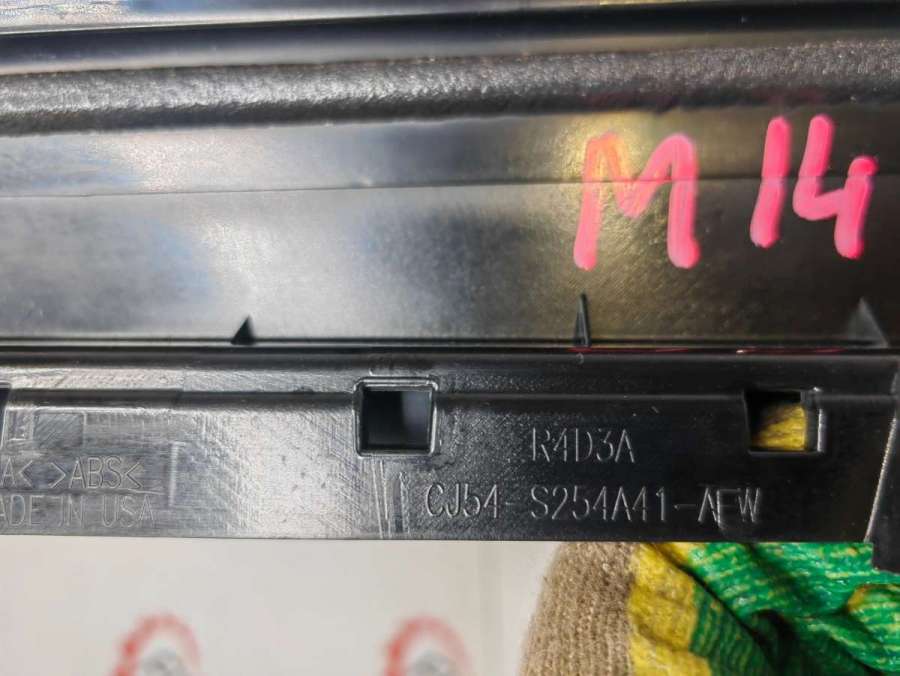 M 14
R4D3A
A< >ABS<
CJ54-S254A41-AFW
ADE IN USA